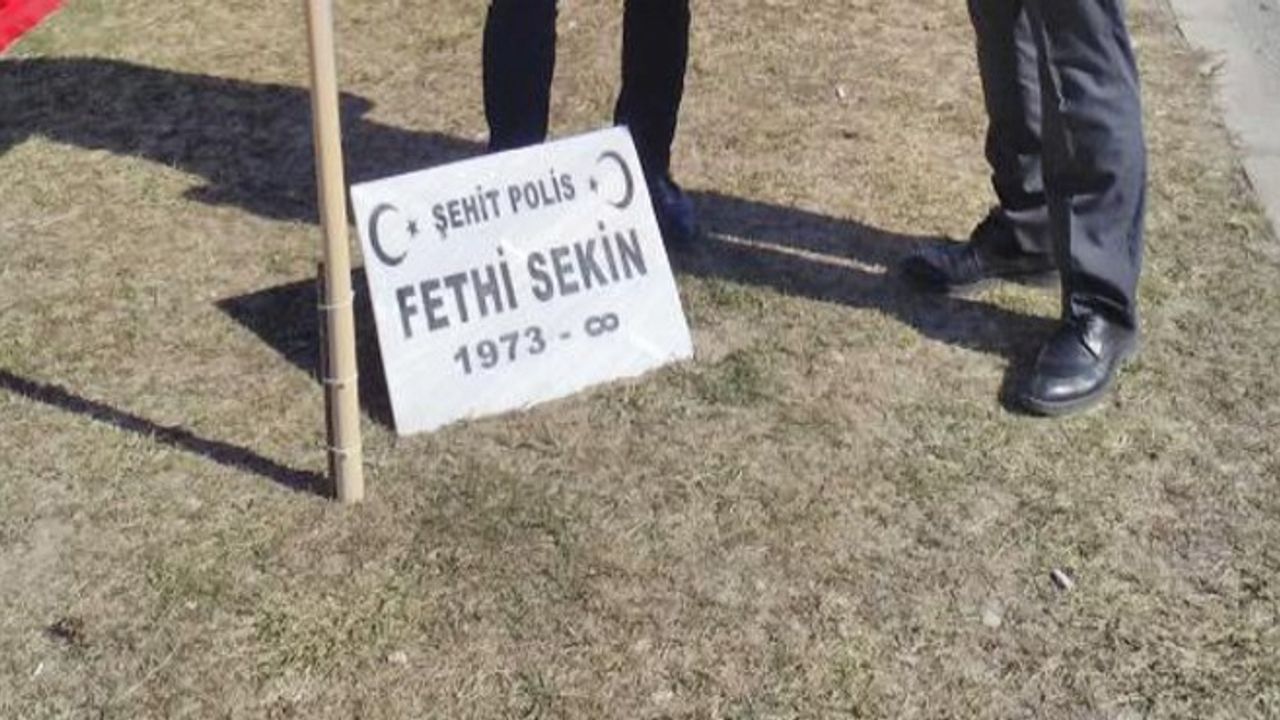 ŞEHİT POLİS
FETHİ SEKİN
1973 - ∞